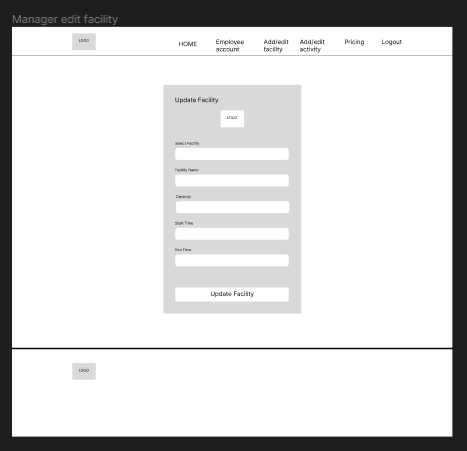 Manager edit facility
LOGO
HOME
Employee account
Add/edit facility
Add/edit activity
Pricing
Logout
Update Facility
LOGO
Select Facility
Facility Name
Capacity
Start Time
End Time
Update Facility
LOGO